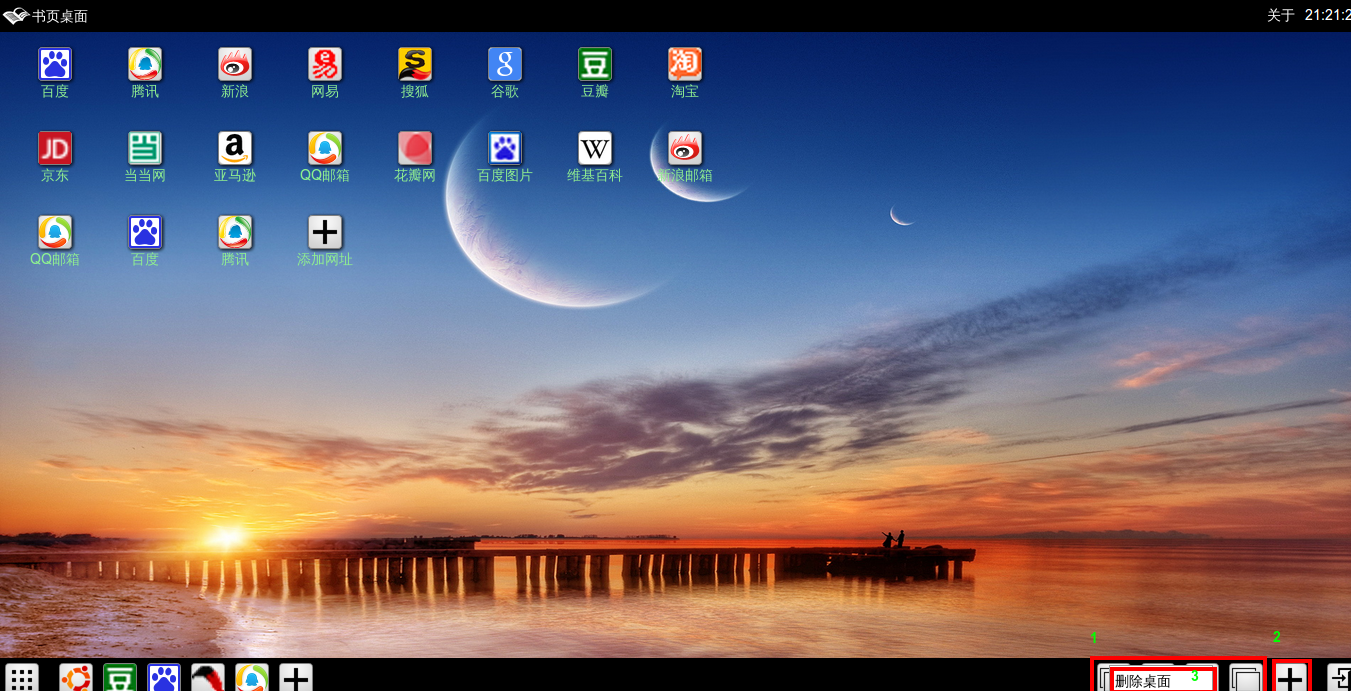 书页桌面
关于 21:21:2
百度 腾讯 新浪 网易 搜狐 谷歌 豆瓣 淘宝
京东 当当网 亚马逊 QQ邮箱 花瓣网 百度图片 维基百科 新浪邮箱
QQ邮箱 百度 腾讯 添加网址
1 2
删除桌面 3